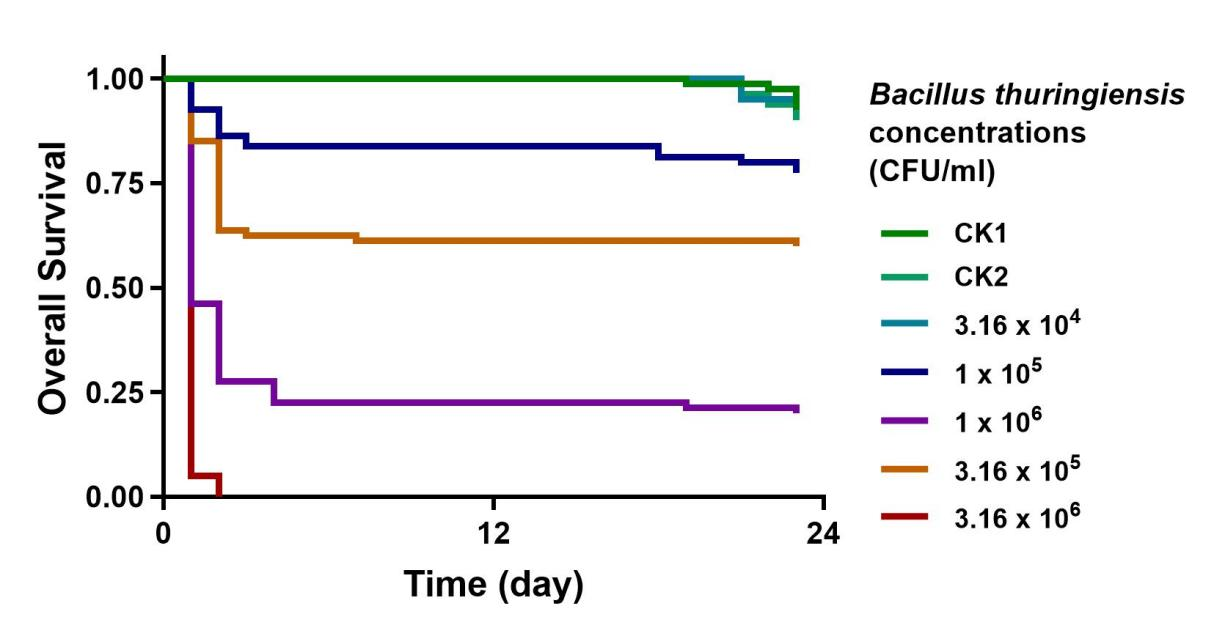 Overall Survival
1.00
0.75
0.50
0.25
0.00
0 12 24
Time (day)
Bacillus thuringiensis
concentrations
(CFU/ml)
CK1
CK2
3.16 x 10⁴
1 x 10⁵
1 x 10⁶
3.16 x 10⁵
3.16 x 10⁶